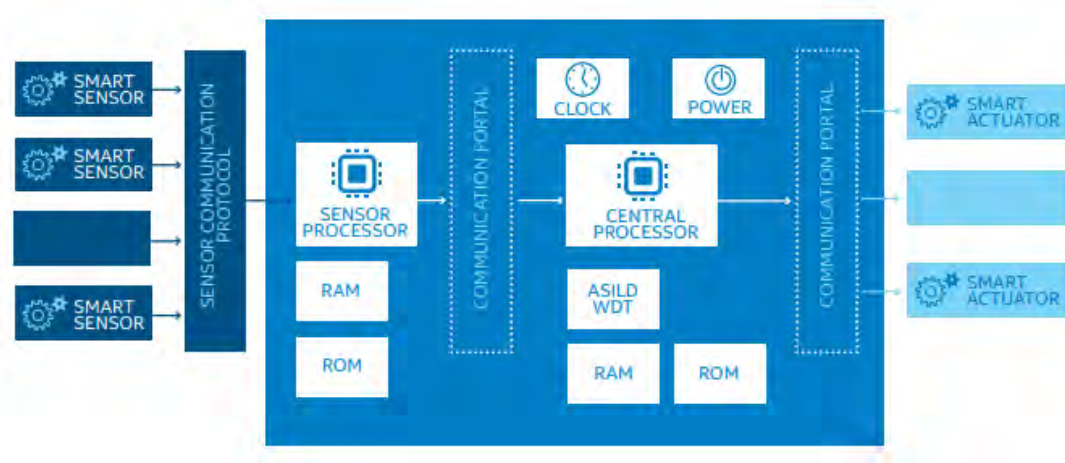 SMART
SENSOR
SMART
SENSOR
SMART
SENSOR
SENSOR COMMUNICATION
PROTOCOL
SENSOR
PROCESSOR
RAM
ROM
COMMUNICATION PORTAL
CLOCK
POWER
CENTRAL
PROCESSOR
ASILD
WDT
RAM
ROM
COMMUNICATION PORTAL
SMART
ACTUATOR
SMART
ACTUATOR